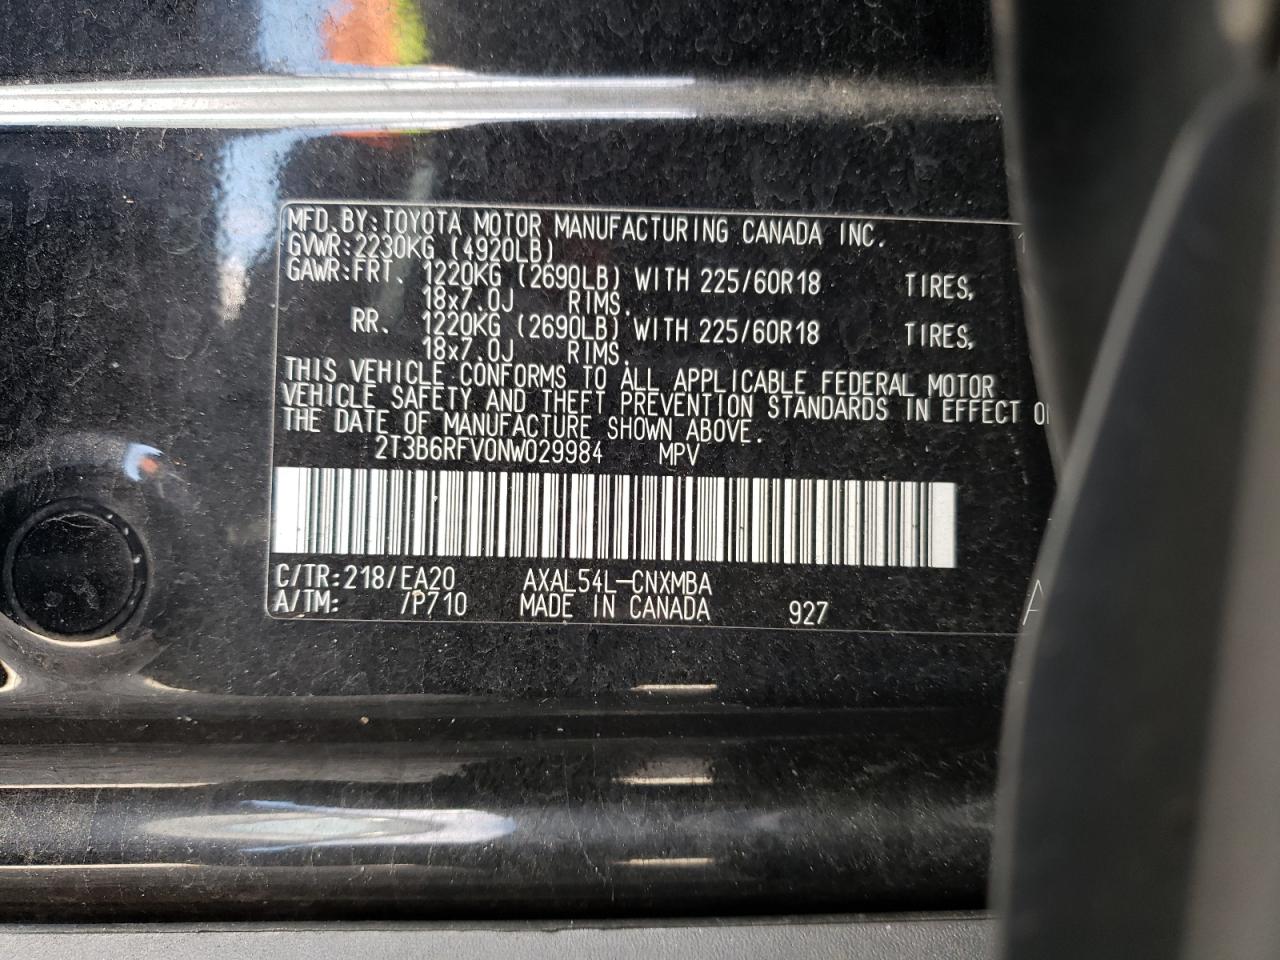 MFD. BY: TOYOTA MOTOR MANUFACTURING CANADA INC.
GVWR: 2230KG (4920LB)
GAWR: FRT. 1220KG (2690LB) WITH 225/60R18 TIRES,
18x7.0J RIMS.
RR. 1220KG (2690LB) WITH 225/60R18 TIRES,
18x7.0J RIMS.
THIS VEHICLE CONFORMS TO ALL APPLICABLE FEDERAL MOTOR
VEHICLE SAFETY AND THEFT PREVENTION STANDARDS IN EFFECT
THE DATE OF MANUFACTURE SHOWN ABOVE.
2T3B6RFV0NW029984 MPV
C/TR: 218/EA20 AXAL54L-CNXMBA
A/TM: /P710 MADE IN CANADA 927